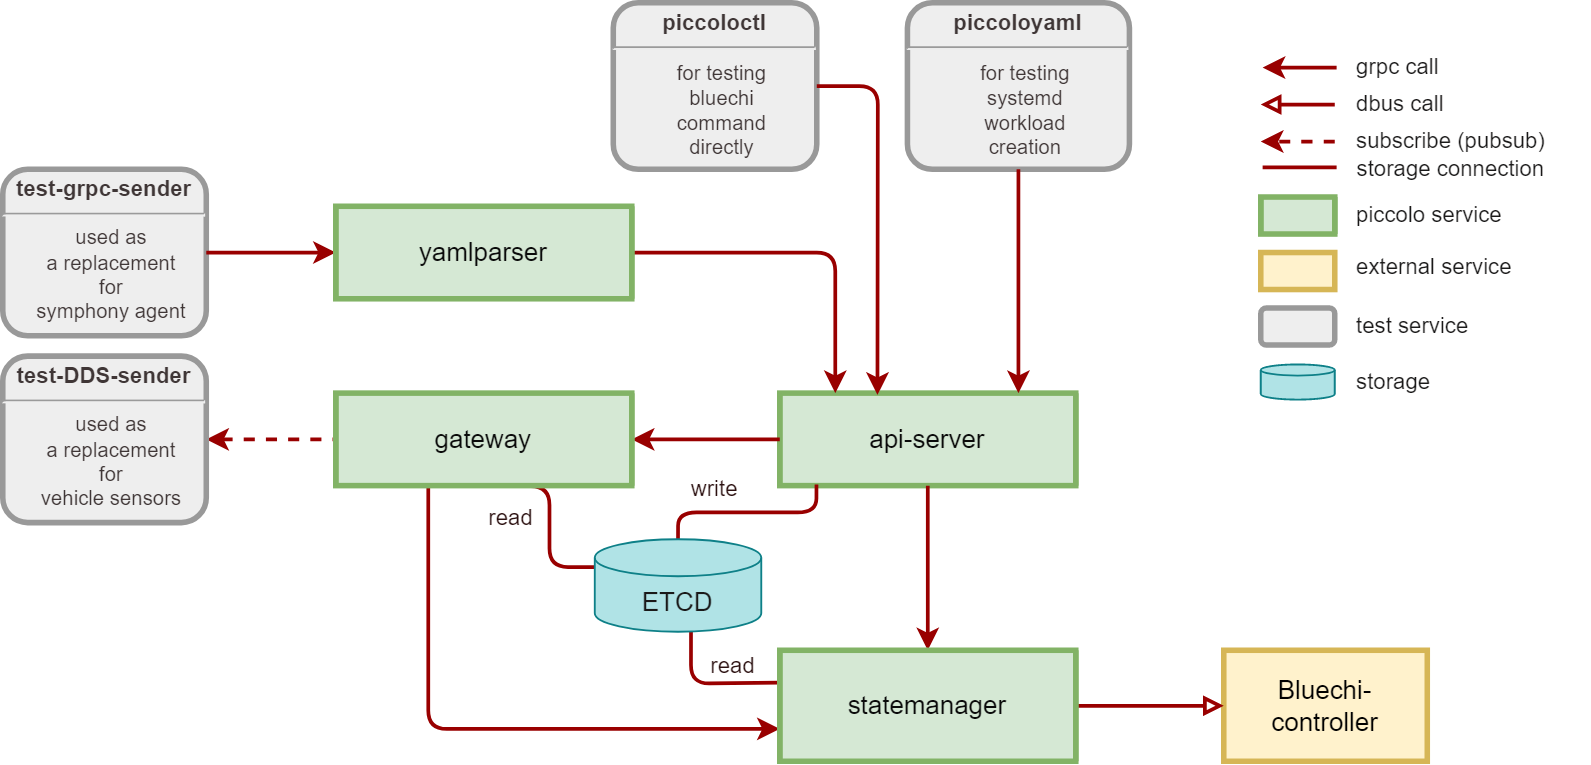 piccoloctl
for testing
bluechi
command
directly
piccoloyaml
for testing
systemd
workload
creation
grpc call
dbus call
subscribe (pubsub)
storage connection
piccolo service
external service
test service
storage
test-grpc-sender
used as
a replacement
for
symphony agent
yamlparser
test-DDS-sender
used as
a replacement
for
vehicle sensors
gateway
api-server
write
read
ETCD
read
statemanager
Bluechi-
controller